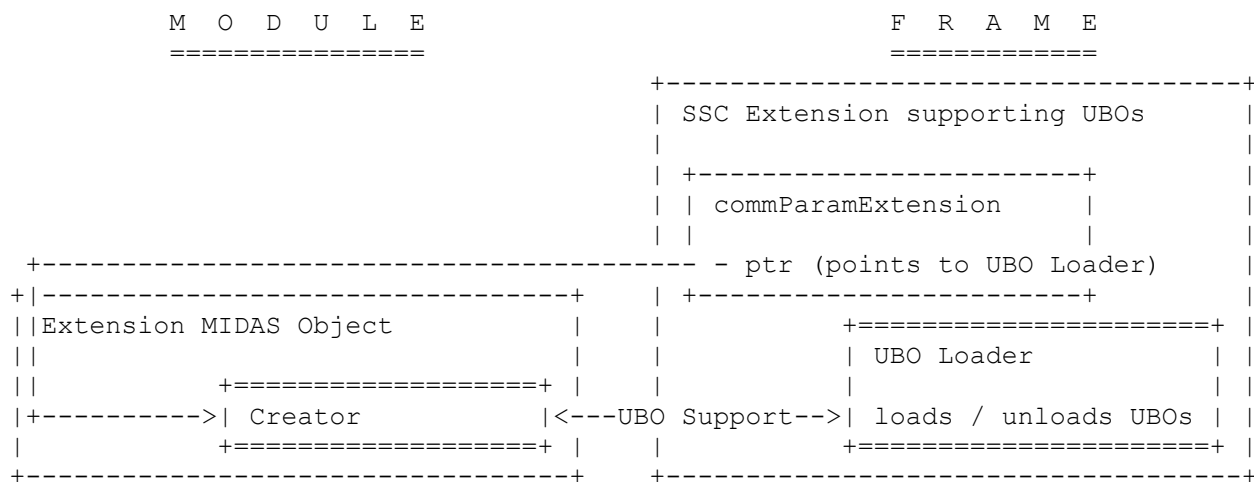 M O D U L E F R A M E
SSC Extension supporting UBOs
commParamExtension
- ptr (points to UBO Loader)
Extension MIDAS Object
UBO Loader
Creator <---UBO Support--> loads / unloads UBOs